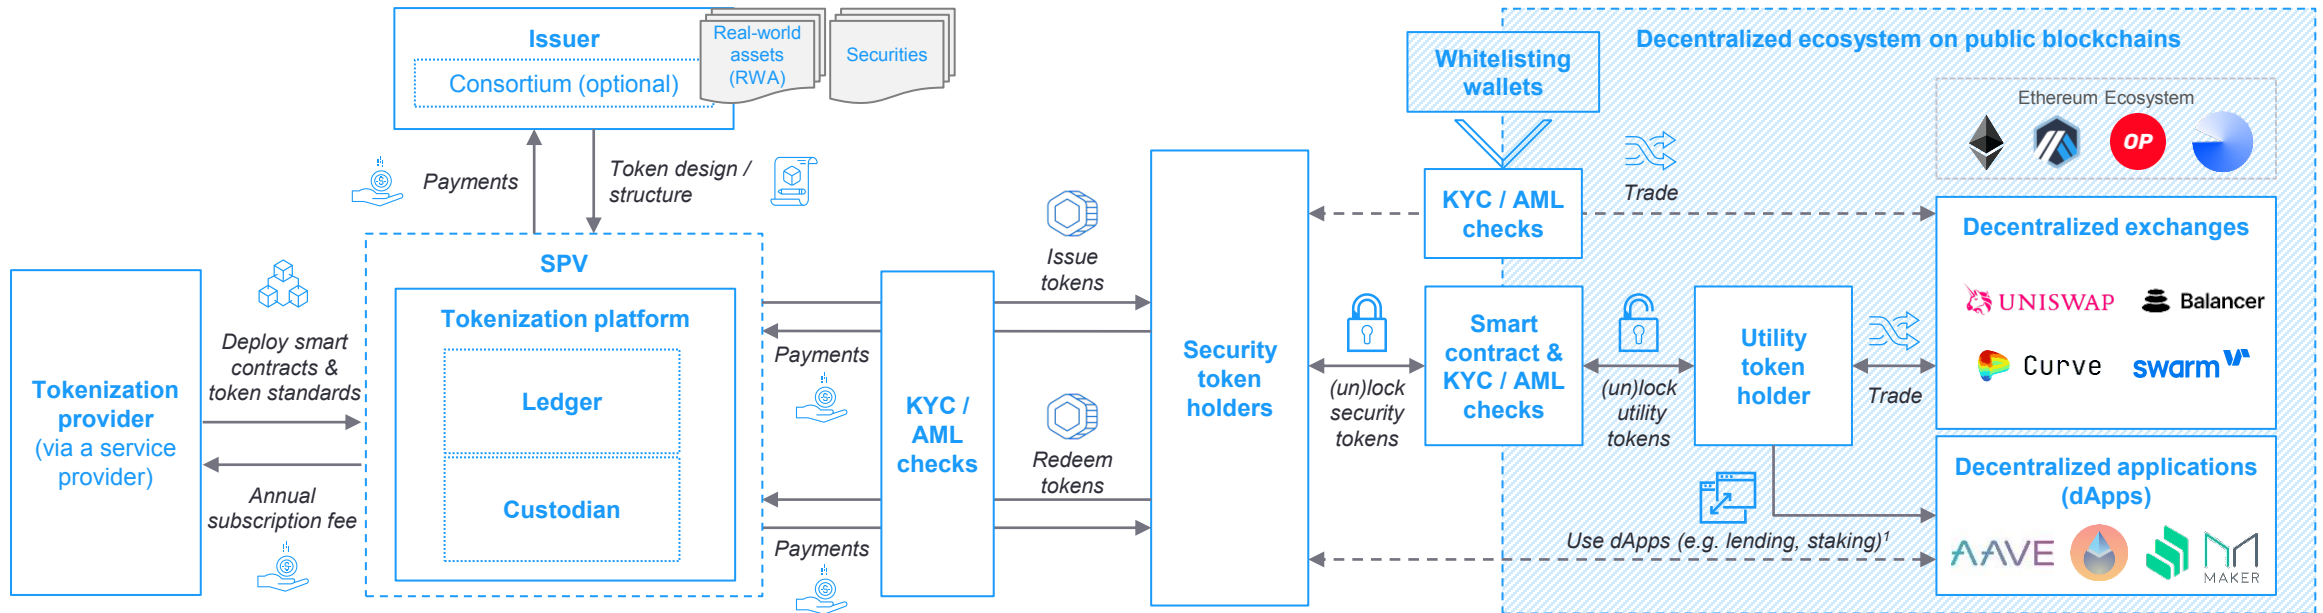 Issuer
Consortium (optional)
Real-world
assets
(RWA)
Securities
Payments
Token design /
structure
SPV
Tokenization platform
Ledger
Custodian
Tokenization
provider
(via a service
provider)
Deploy smart
contracts &
token standards
Annual
subscription fee
Payments
Payments
KYC /
AML
checks
Issue
tokens
Redeem
tokens
Security
token
holders
Whitelisting
wallets
KYC / AML
checks
Trade
(un)lock
security
tokens
Smart
contract &
KYC / AML
checks
(un)lock
utility
tokens
Utility
token
holder
Trade
Use dApps (e.g. lending, staking)¹
Decentralized ecosystem on public blockchains
Ethereum Ecosystem
OP
Decentralized exchanges
UNISWAP
Balancer
Curve
swarm
Decentralized applications
(dApps)
AAVE
MAKER